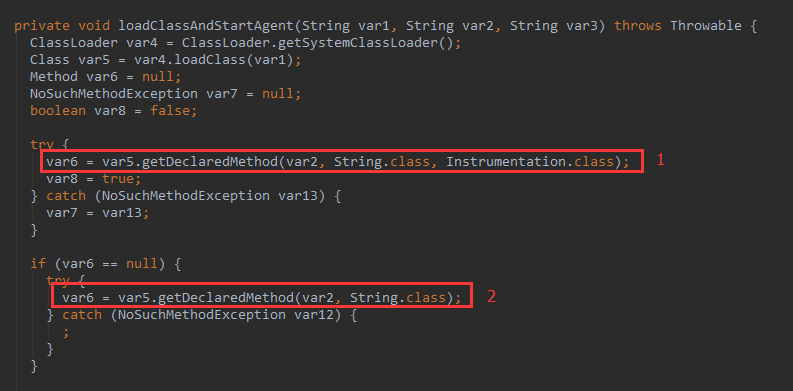 private void loadClassAndStartAgent(String var1, String var2, String var3) throws Throwable {
ClassLoader var4 = ClassLoader.getSystemClassLoader();
Class var5 = var4.loadClass(var1);
Method var6 = null;
NoSuchMethodException var7 = null;
boolean var8 = false;
try {
var6 = var5.getDeclaredMethod(var2, String.class, Instrumentation.class); 1
var8 = true;
} catch (NoSuchMethodException var13) {
var7 = var13;
}
if (var6 == null) {
try {
var6 = var5.getDeclaredMethod(var2, String.class); 2
} catch (NoSuchMethodException var12) {
;
}
}